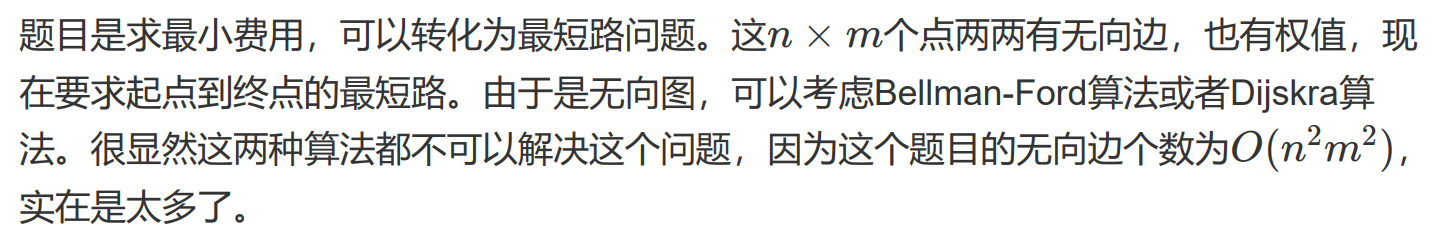 题目是求最小费用，可以转化为最短路问题。这n × m个点两两有无向边，也有权值，现
在要求起点到终点的最短路。由于是无向图，可以考虑Bellman-Ford算法或者Dijskra算
法。很显然这两种算法都不可以解决这个问题，因为这个题目的无向边个数为O(n²m²)，
实在是太多了。